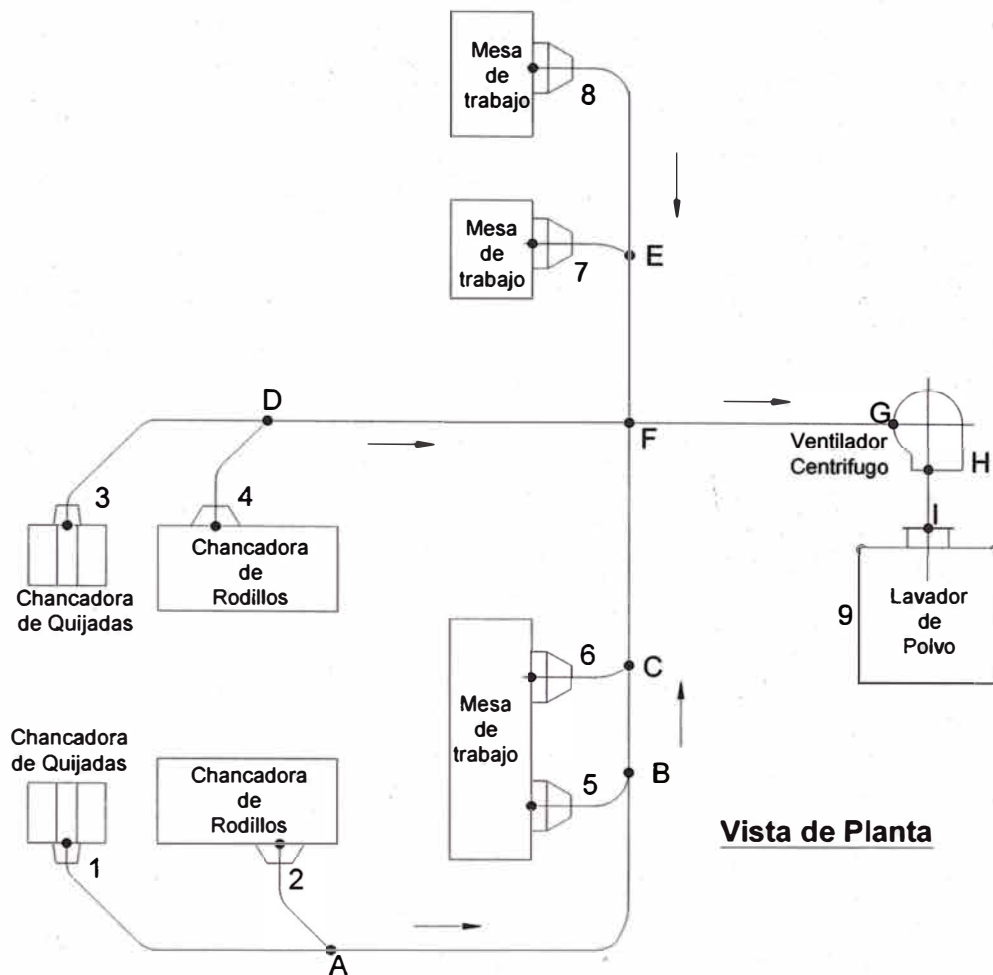 Mesa
de
trabajo
8
Mesa
de
trabajo
7
E
D
F
G
Ventilador
Centrifugo
H
I
3
4
Chancadora
de Quijadas
Chancadora
de
Rodillos
9
Lavador
de
Polvo
6
C
Mesa
de
trabajo
5
B
Chancadora
de Quijadas
1
Chancadora
de
Rodillos
2
A
Vista de Planta